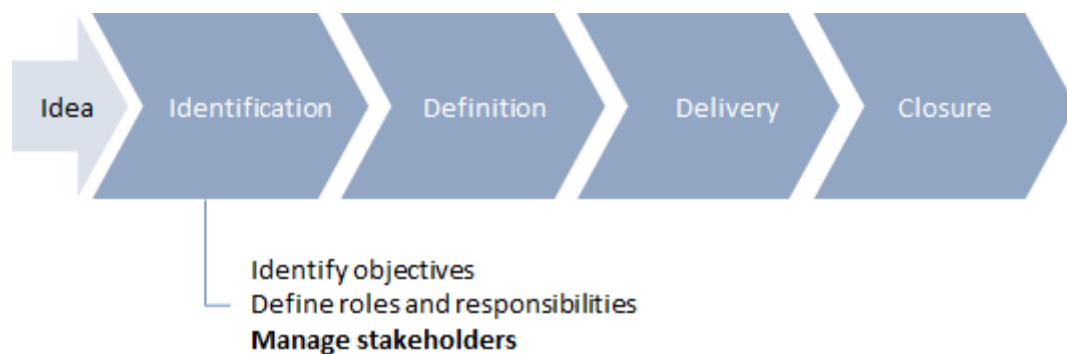 Idea
Identification
Definition
Delivery
Closure
Identify objectives
Define roles and responsibilities
Manage stakeholders